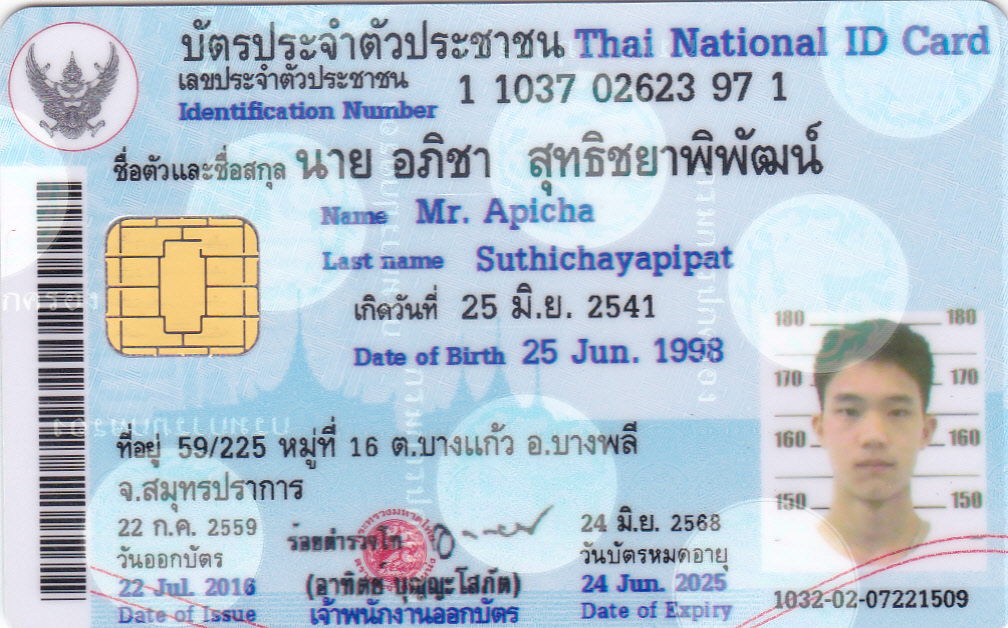 บัตรประจำตัวประชาชน Thai National ID Card
เลขประจำตัวประชาชน
Identification Number
1 1037 02623 97 1
ชื่อตัวและชื่อสกุล นาย อภิชา สุทธิชยาพิพัฒน์
Name Mr. Apicha
Last name Suthichayapipat
เกิดวันที่ 25 มิ.ย. 2541
Date of Birth 25 Jun. 1998
ที่อยู่ 59/225 หมู่ที่ 16 ต.บางแก้ว อ.บางพลี
จ.สมุทรปราการ
22 ก.ค. 2559
วันออกบัตร
22 Jul. 2016
Date of Issue
ร้อยตำรวจโท
(อาทิตย์ บุญญะโสภัต)
เจ้าพนักงานออกบัตร
24 มิ.ย. 2568
วันบัตรหมดอายุ
24 Jun. 2025
Date of Expiry
180 180
170 170
160 160
150 150
1032-02-07221509